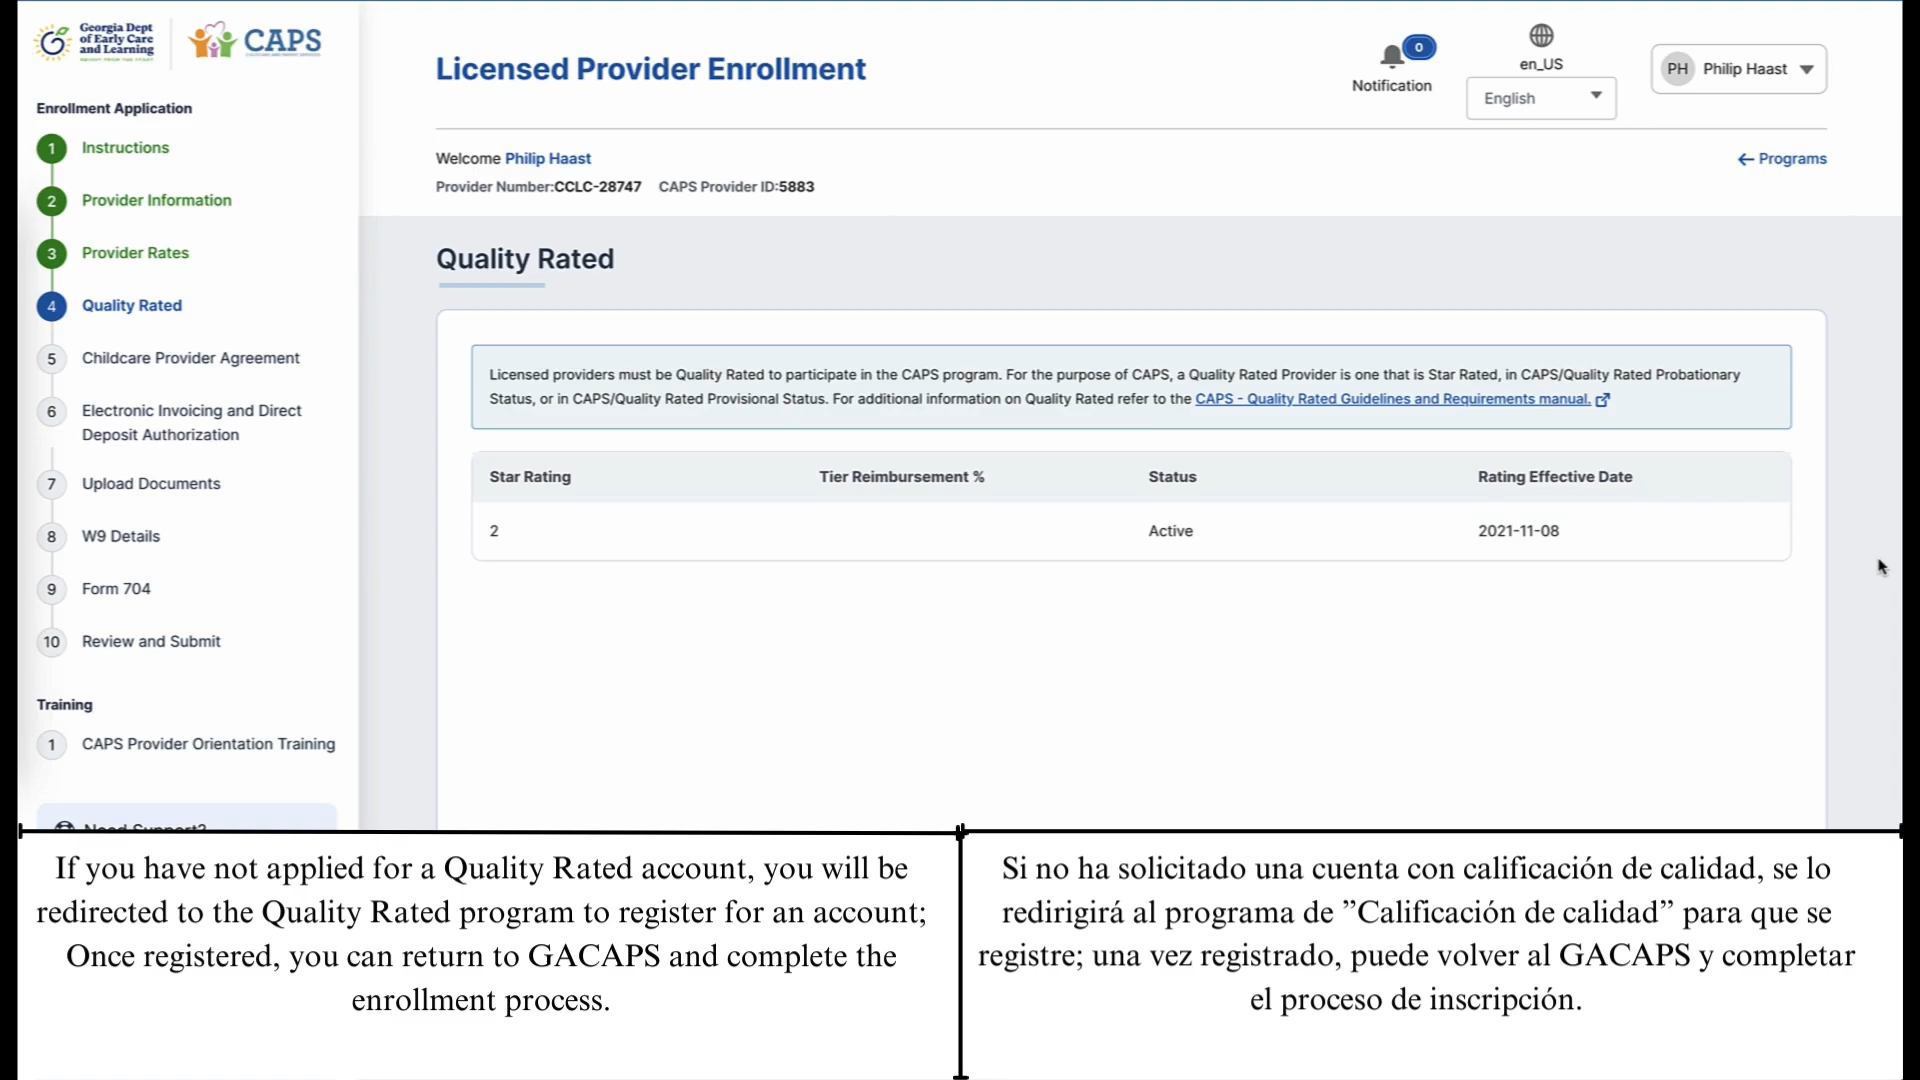 Georgia Dept
of Early Care
and Learning
CAPS
Enrollment Application
1 Instructions
2 Provider Information
3 Provider Rates
4 Quality Rated
5 Childcare Provider Agreement
6 Electronic Invoicing and Direct
Deposit Authorization
7 Upload Documents
8 W9 Details
9 Form 704
10 Review and Submit
Training
1 CAPS Provider Orientation Training
Need Support?
Licensed Provider Enrollment
0
Notification
en_US
English
PH Philip Haast
Welcome Philip Haast
Programs
Provider Number:CCLC-28747 CAPS Provider ID:5883
Quality Rated
Licensed providers must be Quality Rated to participate in the CAPS program. For the purpose of CAPS, a Quality Rated Provider is one that is Star Rated, in CAPS/Quality Rated Probationary
Status, or in CAPS/Quality Rated Provisional Status. For additional information on Quality Rated refer to the CAPS - Quality Rated Guidelines and Requirements manual.
Star Rating Tier Reimbursement % Status Rating Effective Date
2 Active 2021-11-08
If you have not applied for a Quality Rated account, you will be
redirected to the Quality Rated program to register for an account;
Once registered, you can return to GACAPS and complete the
enrollment process.
Si no ha solicitado una cuenta con calificación de calidad, se lo
redirigirá al programa de ”Calificación de calidad” para que se
registre; una vez registrado, puede volver al GACAPS y completar
el proceso de inscripción.